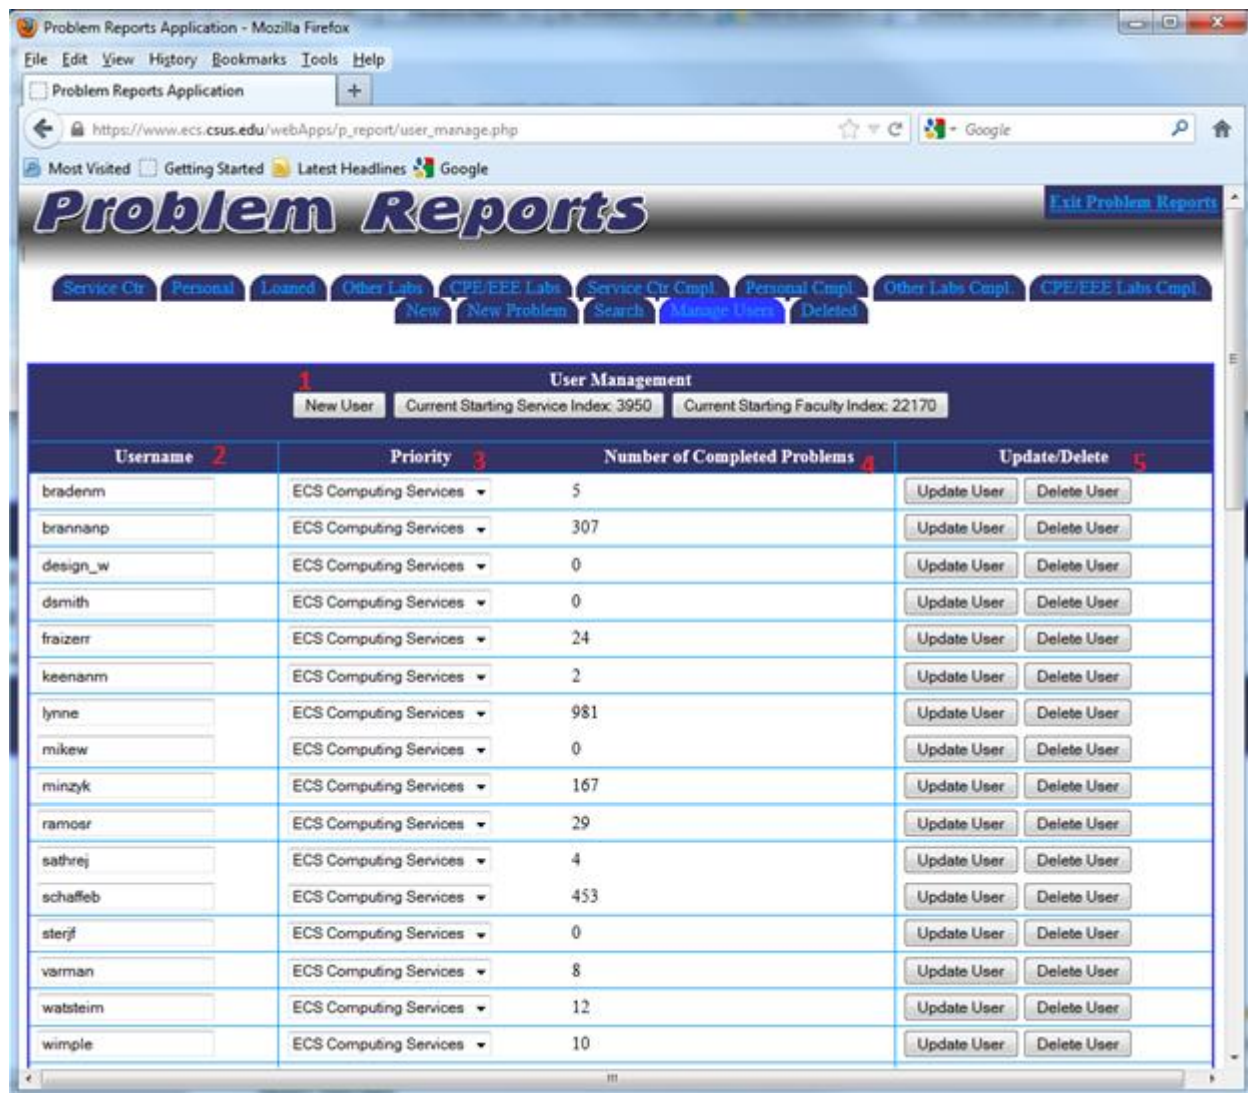 Problem Reports Application - Mozilla Firefox
File Edit View History Bookmarks Tools Help
Problem Reports Application +
https://www.ecs.csus.edu/webApps/p_report/user_manage.php Google
Most Visited Getting Started Latest Headlines Google
Problem Reports Exit Problem Reports
Service Ctr Personal Loaned Other Labs CPE/EEE Labs Service Ctr Cmpl. Personal Cmpl. Other Labs Cmpl. CPE/EEE Labs Cmpl.
New New Problem Search Manage Users Deleted
1 User Management
New User Current Starting Service Index: 3950 Current Starting Faculty Index: 22170
Username 2 Priority 3 Number of Completed Problems 4 Update/Delete 5
bradenm ECS Computing Services 5 Update User Delete User
brannanp ECS Computing Services 307 Update User Delete User
design_w ECS Computing Services 0 Update User Delete User
dsmith ECS Computing Services 0 Update User Delete User
fraizerr ECS Computing Services 24 Update User Delete User
keenanm ECS Computing Services 2 Update User Delete User
lynne ECS Computing Services 981 Update User Delete User
mikew ECS Computing Services 0 Update User Delete User
minzyk ECS Computing Services 167 Update User Delete User
ramosr ECS Computing Services 29 Update User Delete User
sathrej ECS Computing Services 4 Update User Delete User
schaffeb ECS Computing Services 453 Update User Delete User
sterjf ECS Computing Services 0 Update User Delete User
varman ECS Computing Services 8 Update User Delete User
watsteim ECS Computing Services 12 Update User Delete User
wimple ECS Computing Services 10 Update User Delete User